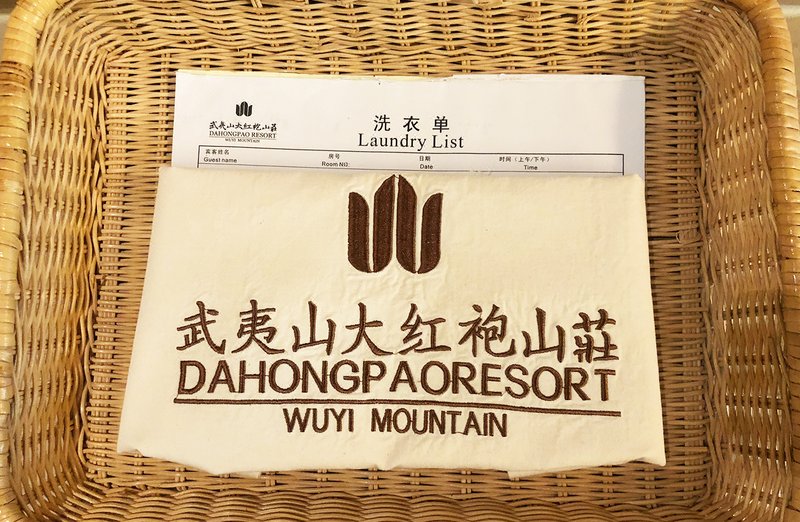 武夷山大红袍山莊
DAHONGPAO RESORT
WUYI MOUNTAIN
洗衣单
Laundry List
宾客姓名 房号 日期 时间（上午/下午）
Guest name Room NO: Date Time
武夷山大红袍山莊
DAHONGPAORESORT
WUYI MOUNTAIN